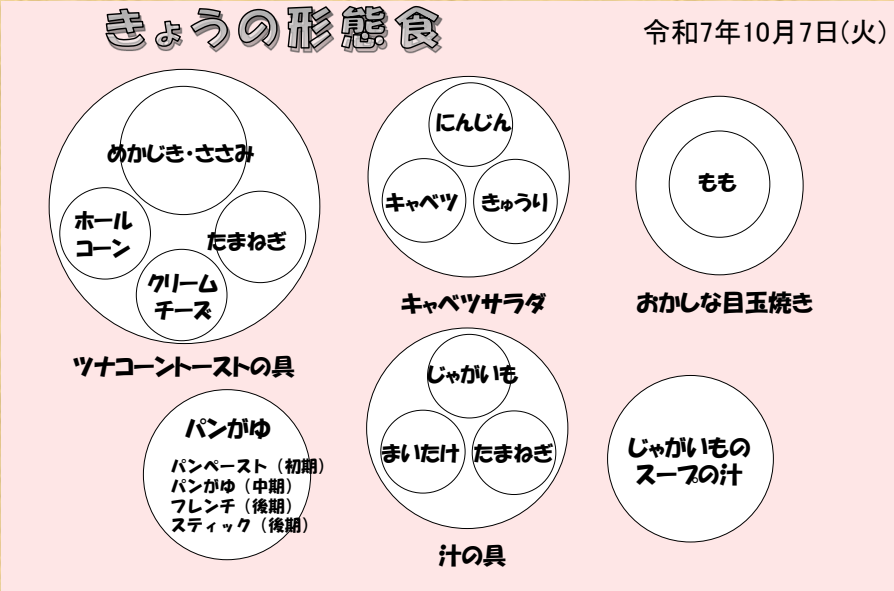 きょうの形態食
令和7年10月7日(火)
めかじき・ささみ
ホール
コーン
たまねぎ
クリーム
チーズ
ツナコーントーストの具
にんじん
キャベツ
きゅうり
キャベツサラダ
もも
おかしな目玉焼き
パンがゆ
パンペースト（初期）
パンがゆ（中期）
フレンチ（後期）
スティック（後期）
じゃがいも
まいたけ
たまねぎ
汁の具
じゃがいもの
スープの汁